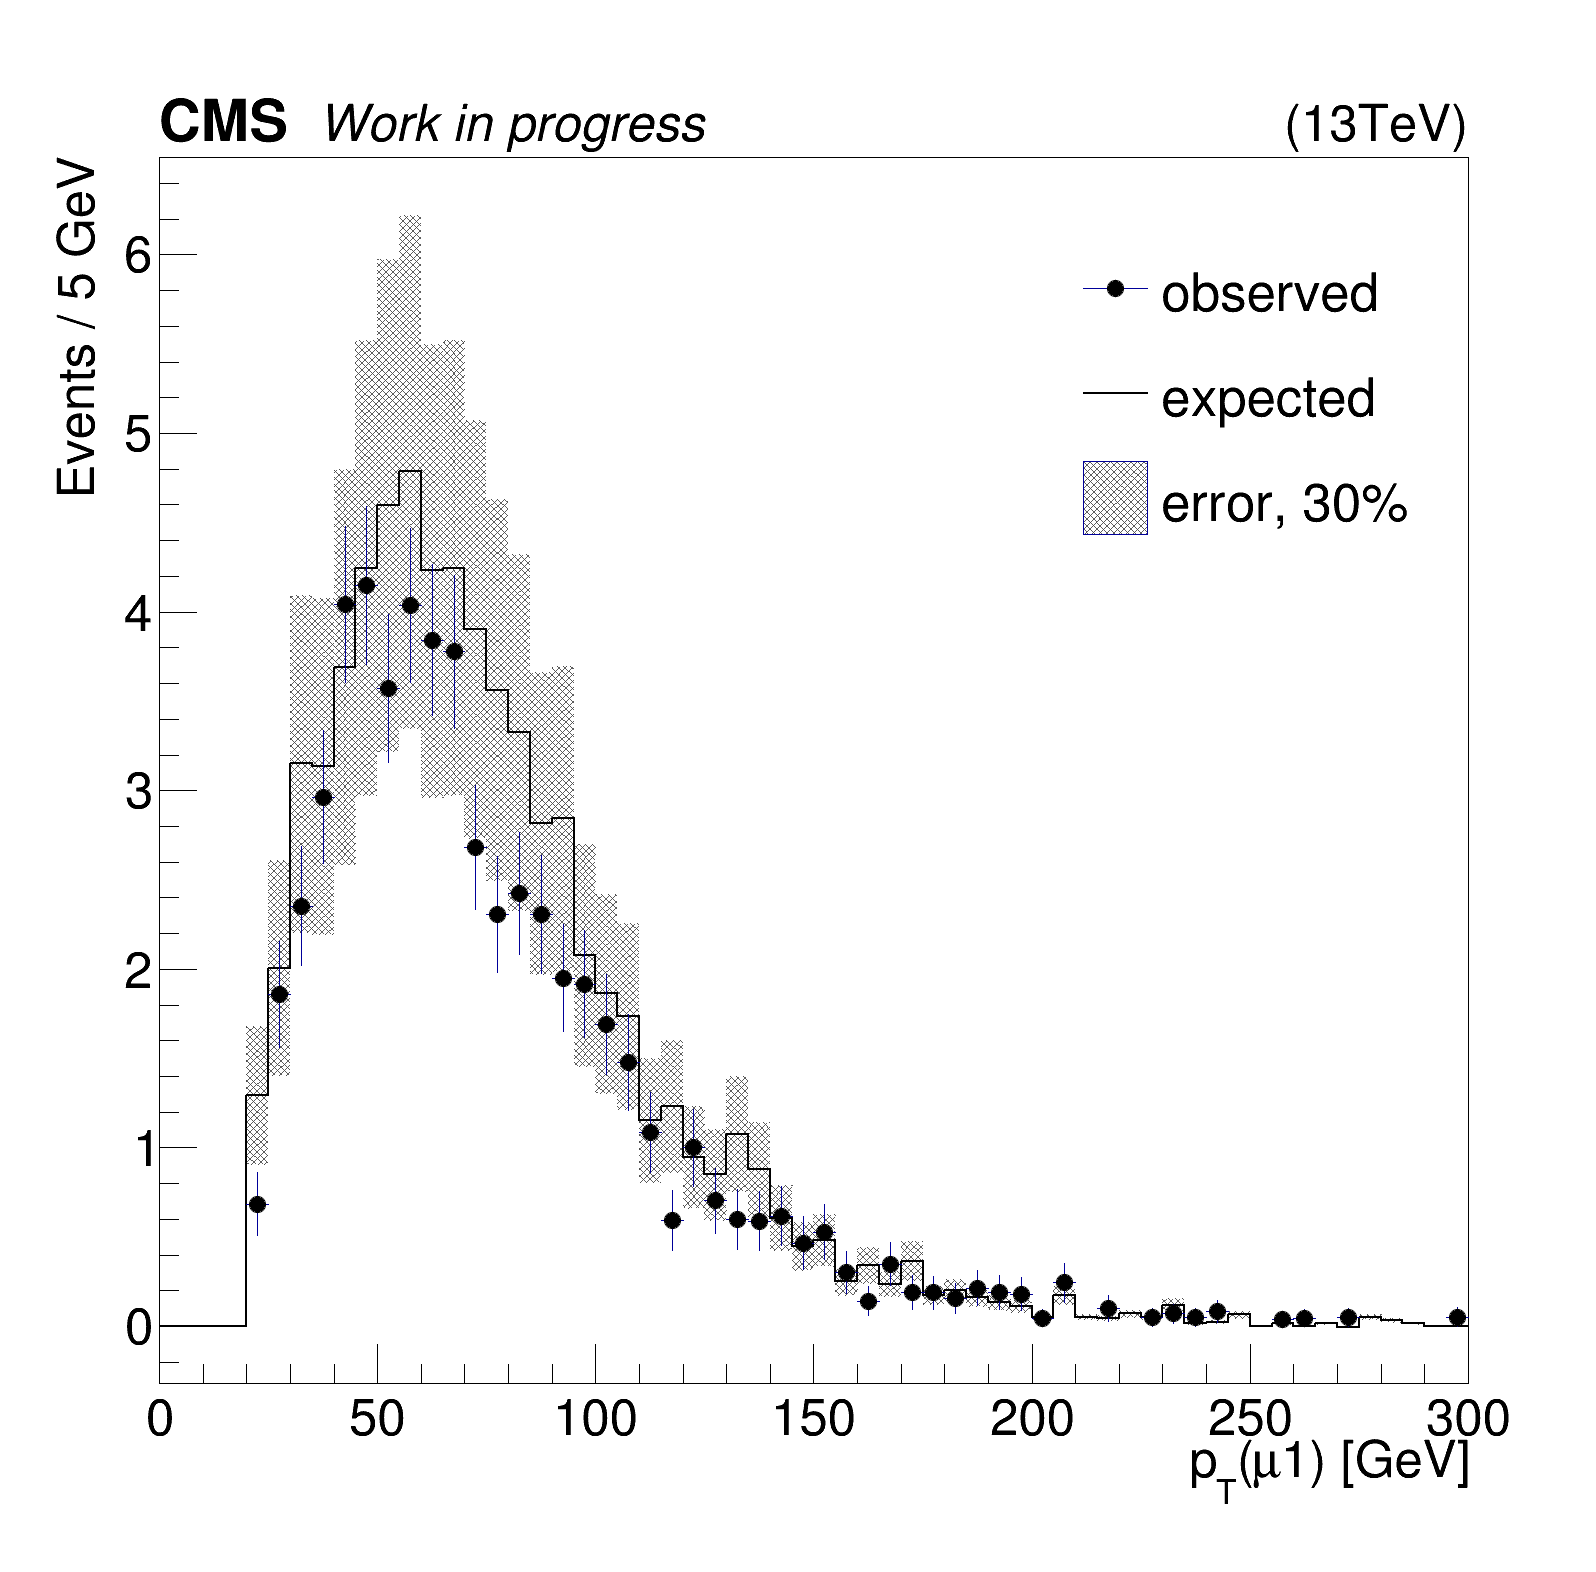 CMS Work in progress (13TeV)
Events / 5 GeV
6
5
4
3
2
1
0
observed
expected
error, 30%
0 50 100 150 200 250 300
pT(μ1) [GeV]